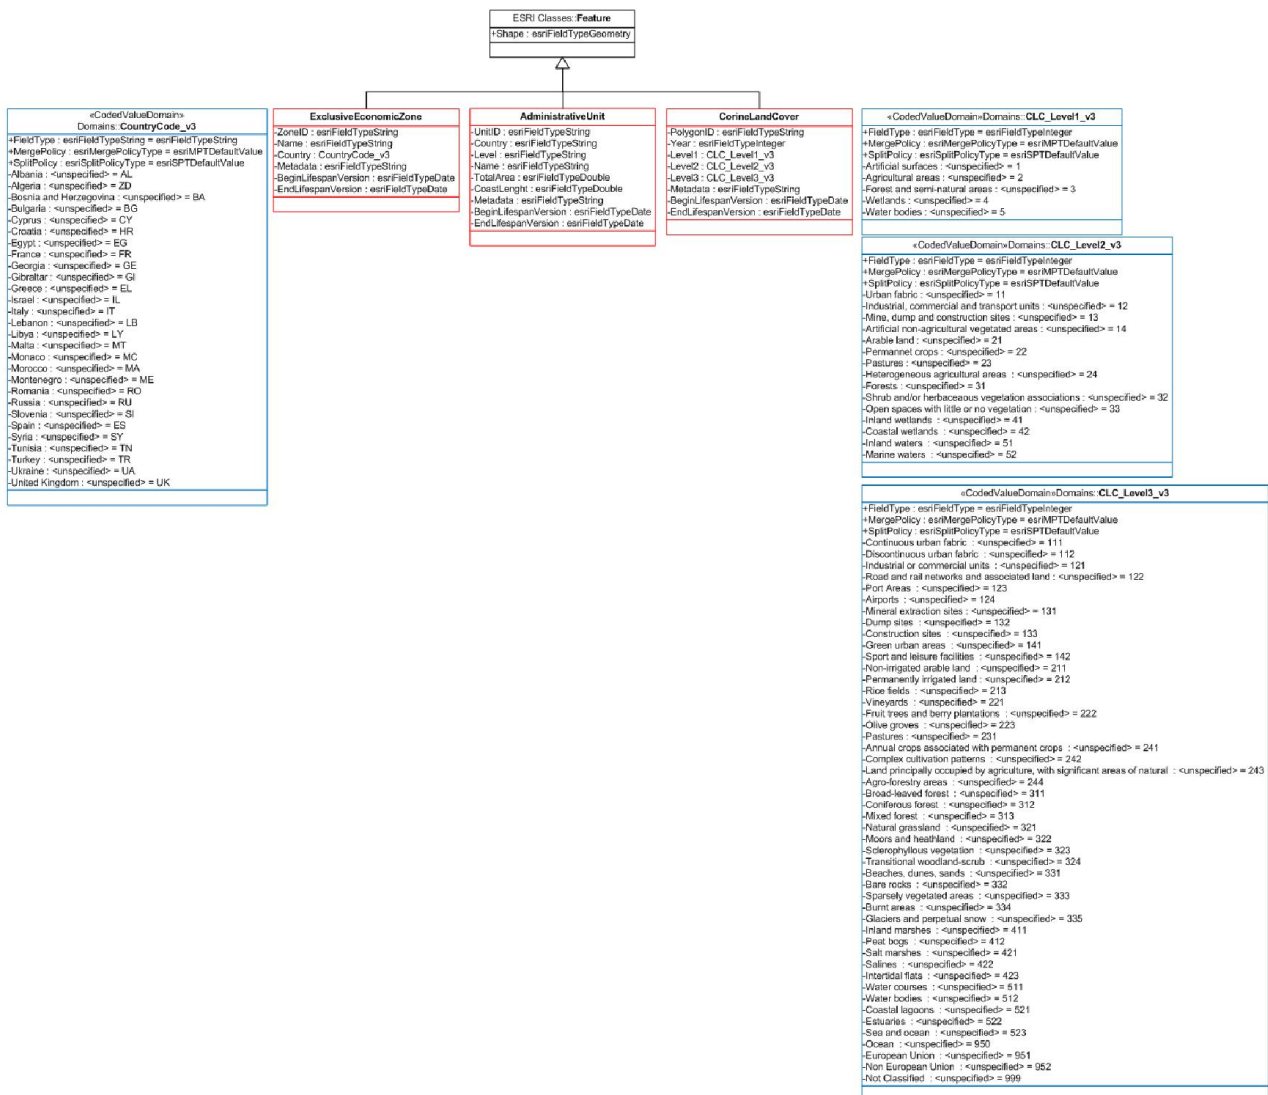 ESRI Classes::Feature
+Shape : esriFieldTypeGeometry
«CodedValueDomain»
Domains::CountryCode_v3
+FieldType : esriFieldTypeString = esriFieldTypeString
+MergePolicy : esriMergePolicyType = esriMPTDefaultValue
+SplitPolicy : esriSplitPolicyType = esriSPTDefaultValue
-Albania : <unspecified> = AL
-Algeria : <unspecified> = ZD
-Bosnia and Herzegovina : <unspecified> = BA
-Bulgaria : <unspecified> = BG
-Cyprus : <unspecified> = CY
-Croatia : <unspecified> = HR
-Egypt : <unspecified> = EG
-France : <unspecified> = FR
-Georgia : <unspecified> = GE
-Gibraltar : <unspecified> = GI
-Greece : <unspecified> = EL
-Israel : <unspecified> = IL
-Italy : <unspecified> = IT
-Lebanon : <unspecified> = LB
-Libya : <unspecified> = LY
-Malta : <unspecified> = MT
-Monaco : <unspecified> = MC
-Morocco : <unspecified> = MA
-Montenegro : <unspecified> = ME
-Romania : <unspecified> = RO
-Russia : <unspecified> = RU
-Slovenia : <unspecified> = SI
-Spain : <unspecified> = ES
-Syria : <unspecified> = SY
-Tunisia : <unspecified> = TN
-Turkey : <unspecified> = TR
-Ukraine : <unspecified> = UA
-United Kingdom : <unspecified> = UK
ExclusiveEconomicZone
-ZoneID : esriFieldTypeString
-Name : esriFieldTypeString
-Country : CountryCode_v3
-Metadata : esriFieldTypeString
-BeginLifespanVersion : esriFieldTypeDate
-EndLifespanVersion : esriFieldTypeDate
AdministrativeUnit
-UnitID : esriFieldTypeString
-Country : esriFieldTypeString
-Level : esriFieldTypeString
-Name : esriFieldTypeString
-TotalArea : esriFieldTypeDouble
-CoastLenght : esriFieldTypeDouble
-Metadata : esriFieldTypeString
-BeginLifespanVersion : esriFieldTypeDate
-EndLifespanVersion : esriFieldTypeDate
CorineLandCover
-PolygonID : esriFieldTypeString
-Year : esriFieldTypeInteger
-Level1 : CLC_Level1_v3
-Level2 : CLC_Level2_v3
-Level3 : CLC_Level3_v3
-Metadata : esriFieldTypeString
-BeginLifespanVersion : esriFieldTypeDate
-EndLifespanVersion : esriFieldTypeDate
«CodedValueDomain»Domains::CLC_Level1_v3
+FieldType : esriFieldType = esriFieldTypeInteger
+MergePolicy : esriMergePolicyType = esriMPTDefaultValue
+SplitPolicy : esriSplitPolicyType = esriSPTDefaultValue
-Artificial surfaces : <unspecified> = 1
-Agricultural areas : <unspecified> = 2
-Forest and semi-natural areas : <unspecified> = 3
-Wetlands : <unspecified> = 4
-Water bodies : <unspecified> = 5
«CodedValueDomain»Domains::CLC_Level2_v3
+FieldType : esriFieldType = esriFieldTypeInteger
+MergePolicy : esriMergePolicyType = esriMPTDefaultValue
+SplitPolicy : esriSplitPolicyType = esriSPTDefaultValue
-Urban fabric : <unspecified> = 11
-Industrial, commercial and transport units : <unspecified> = 12
-Mine, dump and construction sites : <unspecified> = 13
-Artificial non-agricultural vegetated areas : <unspecified> = 14
-Arable land : <unspecified> = 21
-Permannet crops : <unspecified> = 22
-Pastures : <unspecified> = 23
-Heterogeneous agricultural areas : <unspecified> = 24
-Forests : <unspecified> = 31
-Shrub and/or herbaceaous vegetation associations : <unspecified> = 32
-Open spaces with little or no vegetation : <unspecified> = 33
-Inland wetlands : <unspecified> = 41
-Coastal wetlands : <unspecified> = 42
-Inland waters : <unspecified> = 51
-Marine waters : <unspecified> = 52
«CodedValueDomain»Domains::CLC_Level3_v3
+FieldType : esriFieldType = esriFieldTypeInteger
+MergePolicy : esriMergePolicyType = esriMPTDefaultValue
+SplitPolicy : esriSplitPolicyType = esriSPTDefaultValue
-Continuous urban fabric : <unspecified> = 111
-Discontinuous urban fabric : <unspecified> = 112
-Industrial or commercial units : <unspecified> = 121
-Road and rail networks and associated land : <unspecified> = 122
-Port Areas : <unspecified> = 123
-Airports : <unspecified> = 124
-Mineral extraction sites : <unspecified> = 131
-Dump sites : <unspecified> = 132
-Construction sites : <unspecified> = 133
-Green urban areas : <unspecified> = 141
-Sport and leisure facilities : <unspecified> = 142
-Non-irrigated arable land : <unspecified> = 211
-Permanently irrigated land : <unspecified> = 212
-Rice fields : <unspecified> = 213
-Vineyards : <unspecified> = 221
-Fruit trees and berry plantations : <unspecified> = 222
-Olive groves : <unspecified> = 223
-Pastures : <unspecified> = 231
-Annual crops associated with permanent crops : <unspecified> = 241
-Complex cultivation patterns : <unspecified> = 242
-Land principally occupied by agriculture, with significant areas of natural : <unspecified> = 243
-Agro-forestry areas : <unspecified> = 244
-Broad-leaved forest : <unspecified> = 311
-Coniferous forest : <unspecified> = 312
-Mixed forest : <unspecified> = 313
-Natural grassland : <unspecified> = 321
-Moors and heathland : <unspecified> = 322
-Sclerophyllous vegetation : <unspecified> = 323
-Transitional woodland-scrub : <unspecified> = 324
-Beaches, dunes, sands : <unspecified> = 331
-Bare rocks : <unspecified> = 332
-Sparsely vegetated areas : <unspecified> = 333
-Burnt areas : <unspecified> = 334
-Glaciers and perpetual snow : <unspecified> = 335
-Inland marshes : <unspecified> = 411
-Peat bogs : <unspecified> = 412
-Salt marshes : <unspecified> = 421
-Salines : <unspecified> = 422
-Intertidal flats : <unspecified> = 423
-Water courses : <unspecified> = 511
-Water bodies : <unspecified> = 512
-Coastal lagoons : <unspecified> = 521
-Estuaries : <unspecified> = 522
-Sea and ocean : <unspecified> = 523
-Ocean : <unspecified> = 950
-European Union : <unspecified> = 951
-Non European Union : <unspecified> = 952
-Not Classified : <unspecified> = 999